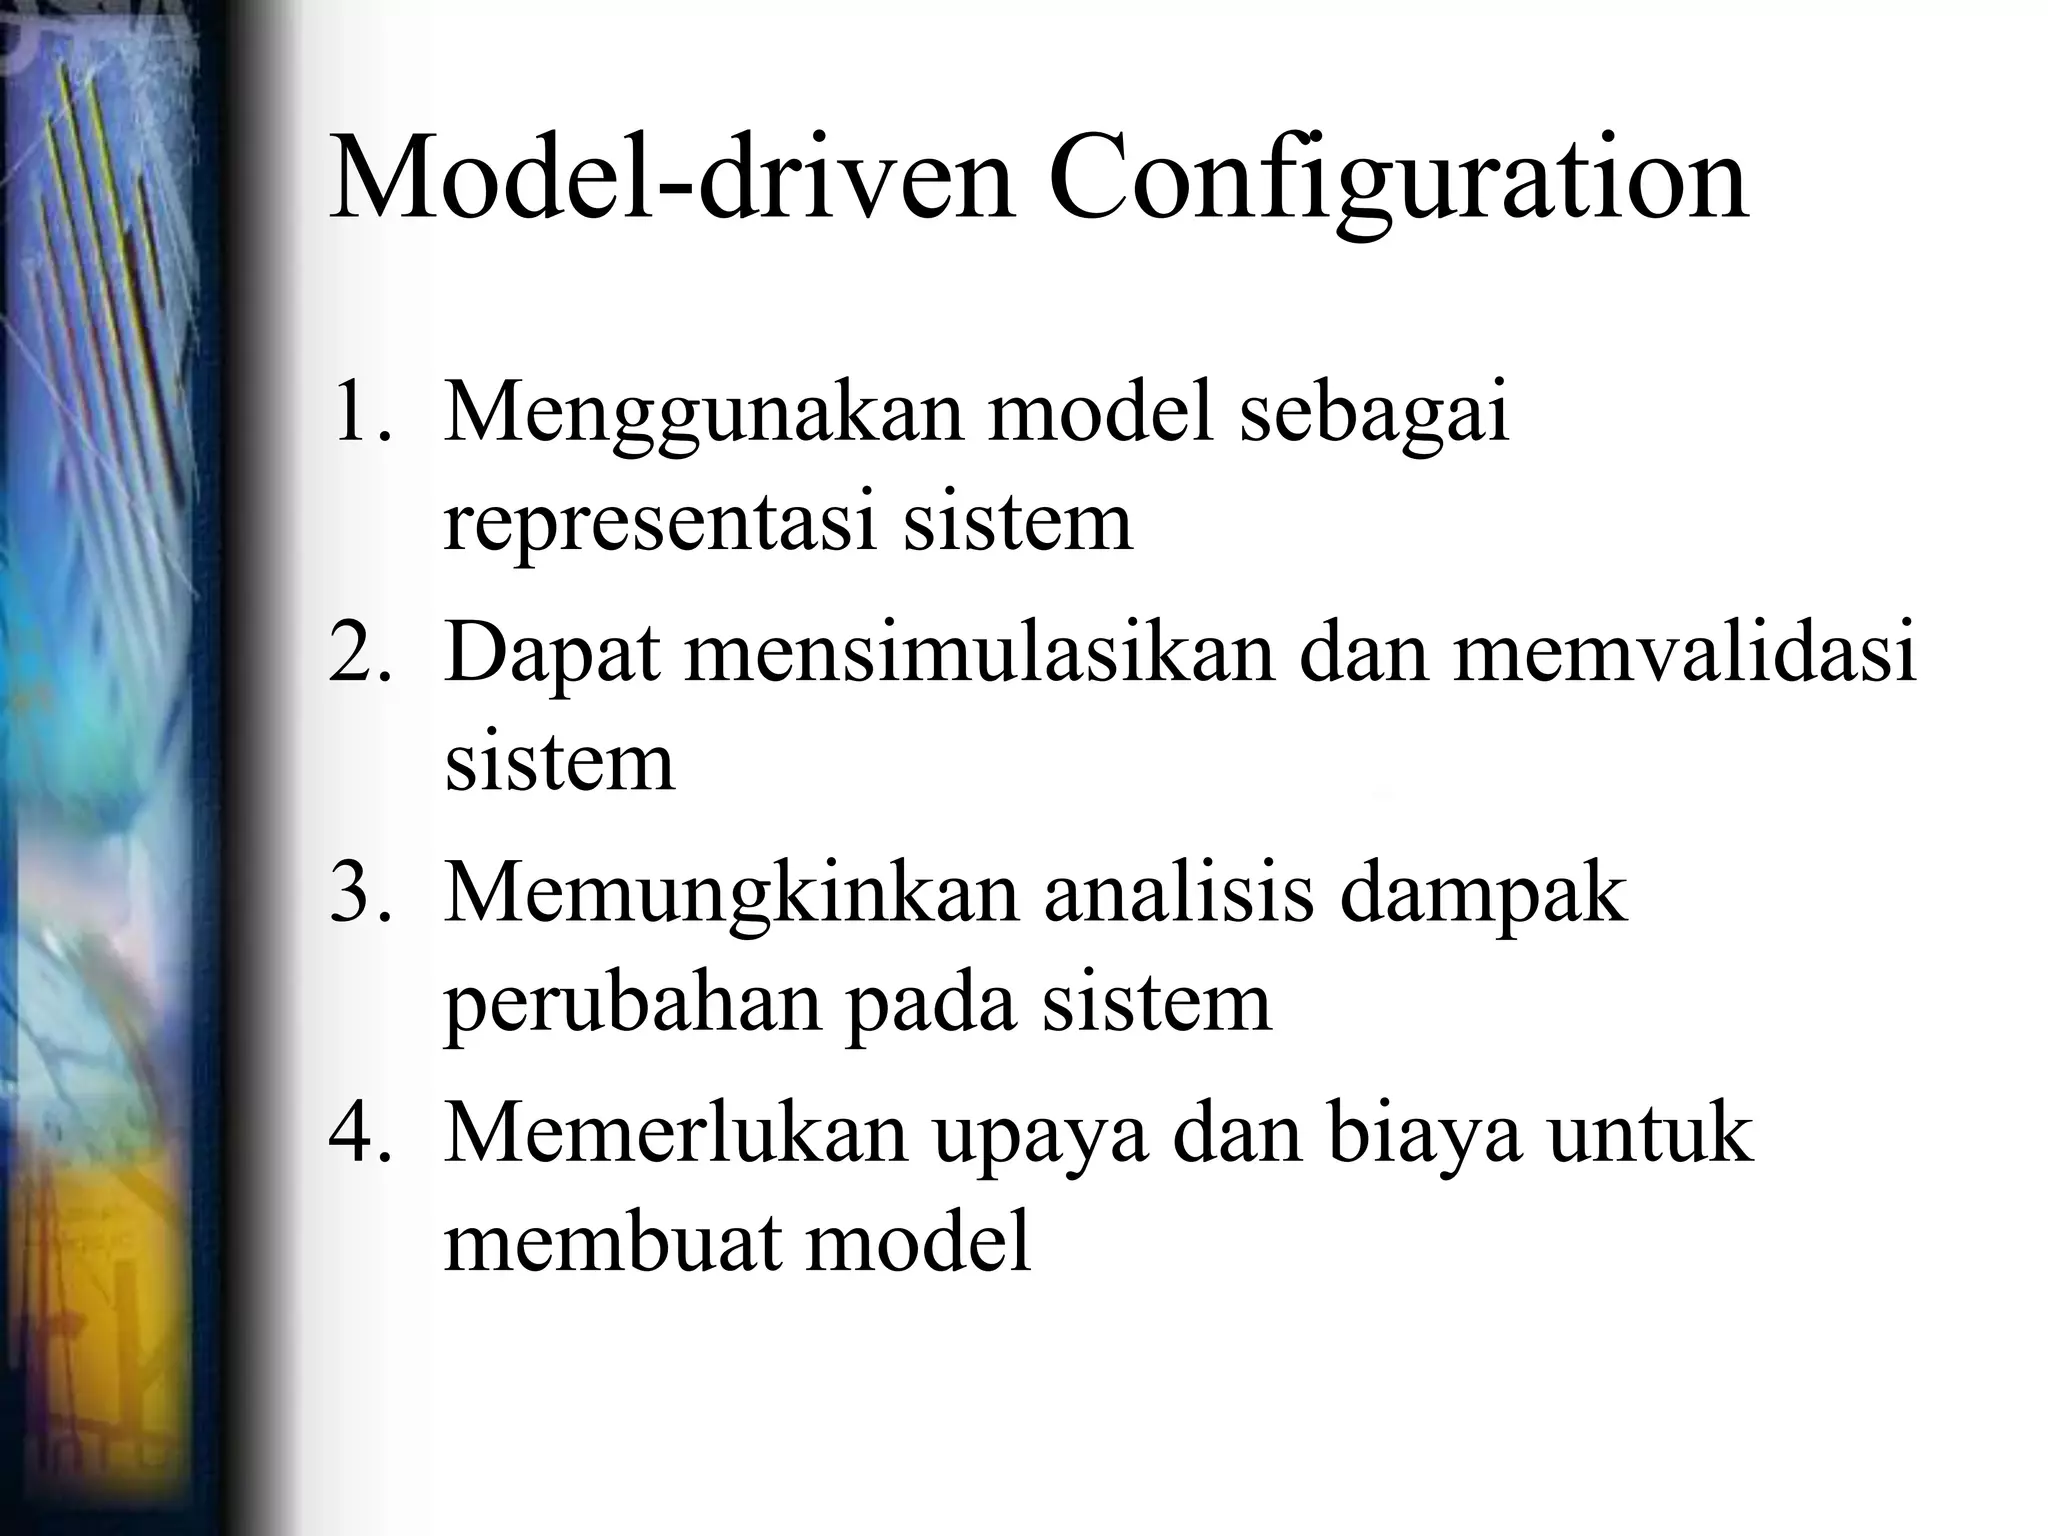 Model-driven Configuration
1. Menggunakan model sebagai
representasi sistem
2. Dapat mensimulasikan dan memvalidasi
sistem
3. Memungkinkan analisis dampak
perubahan pada sistem
4. Memerlukan upaya dan biaya untuk
membuat model